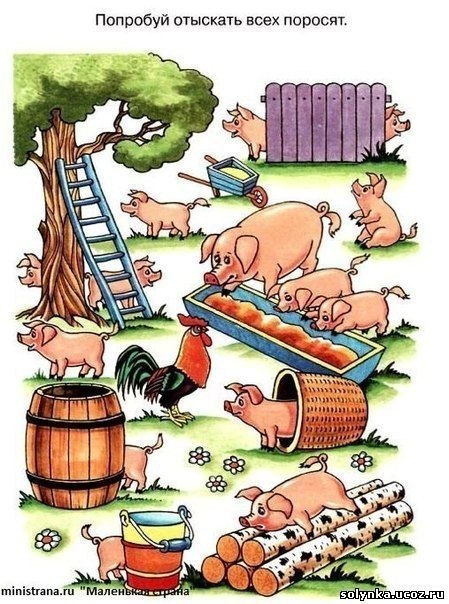 Попробуй отыскать всех поросят.
ministrana.ru "Маленькая страна"
solynka.ucoz.ru